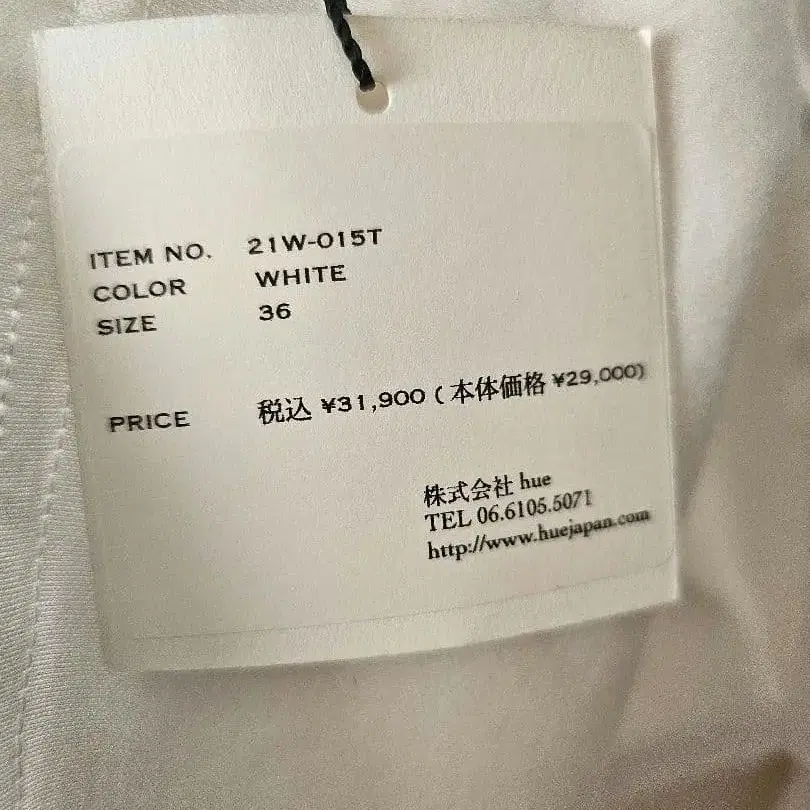 ITEM NO. 21W-015T
COLOR WHITE
SIZE 36
PRICE 税込 ¥31,900 (本体価格 ¥29,000)
株式会社 hue
TEL 06.6105.5071
http://www.huejapan.com